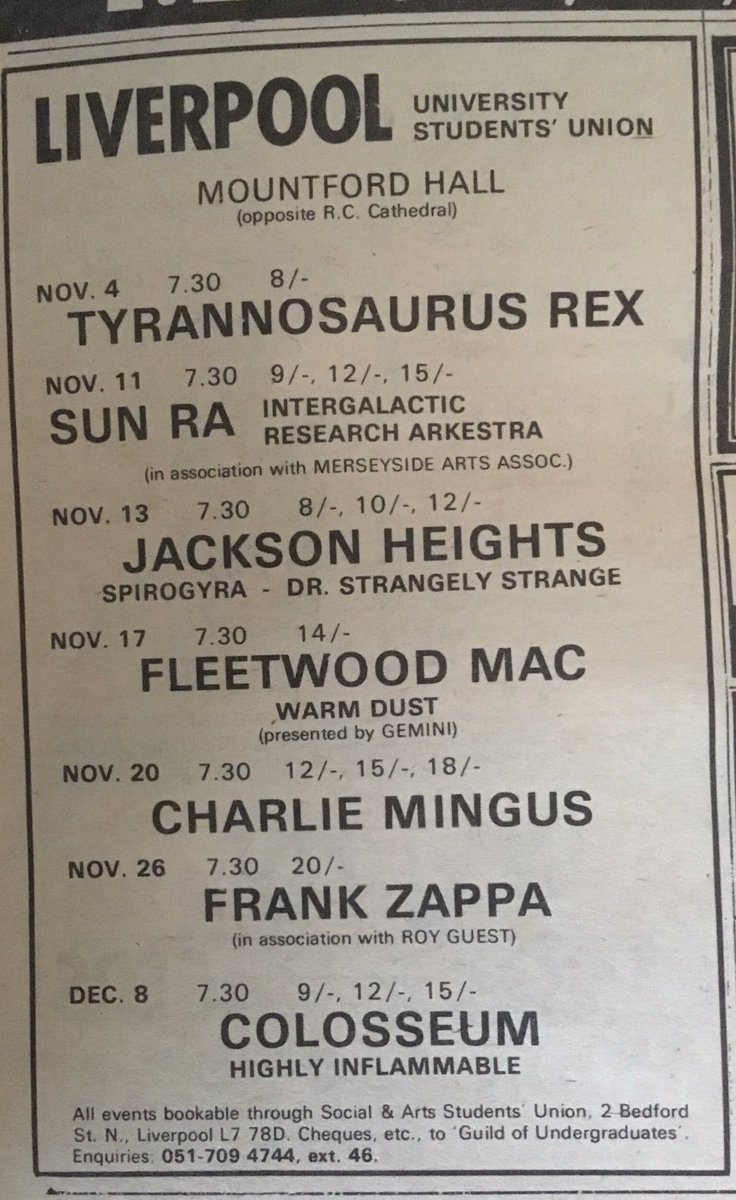 LIVERPOOL UNIVERSITY
STUDENTS' UNION
MOUNTFORD HALL
(opposite R.C. Cathedral)
NOV. 4 7.30 8/-
TYRANNOSAURUS REX
NOV. 11 7.30 9/-, 12/-, 15/-
SUN RA INTERGALACTIC
RESEARCH ARKESTRA
(in association with MERSEYSIDE ARTS ASSOC.)
NOV. 13 7.30 8/-, 10/-, 12/-
JACKSON HEIGHTS
SPIROGYRA - DR. STRANGELY STRANGE
NOV. 17 7.30 14/-
FLEETWOOD MAC
WARM DUST
(presented by GEMINI)
NOV. 20 7.30 12/-, 15/-, 18/-
CHARLIE MINGUS
NOV. 26 7.30 20/-
FRANK ZAPPA
(in association with ROY GUEST)
DEC. 8 7.30 9/-, 12/-, 15/-
COLOSSEUM
HIGHLY INFLAMMABLE
All events bookable through Social & Arts Students' Union, 2 Bedford
St. N., Liverpool L7 78D. Cheques, etc., to 'Guild of Undergraduates'.
Enquiries: 051-709 4744, ext. 46.